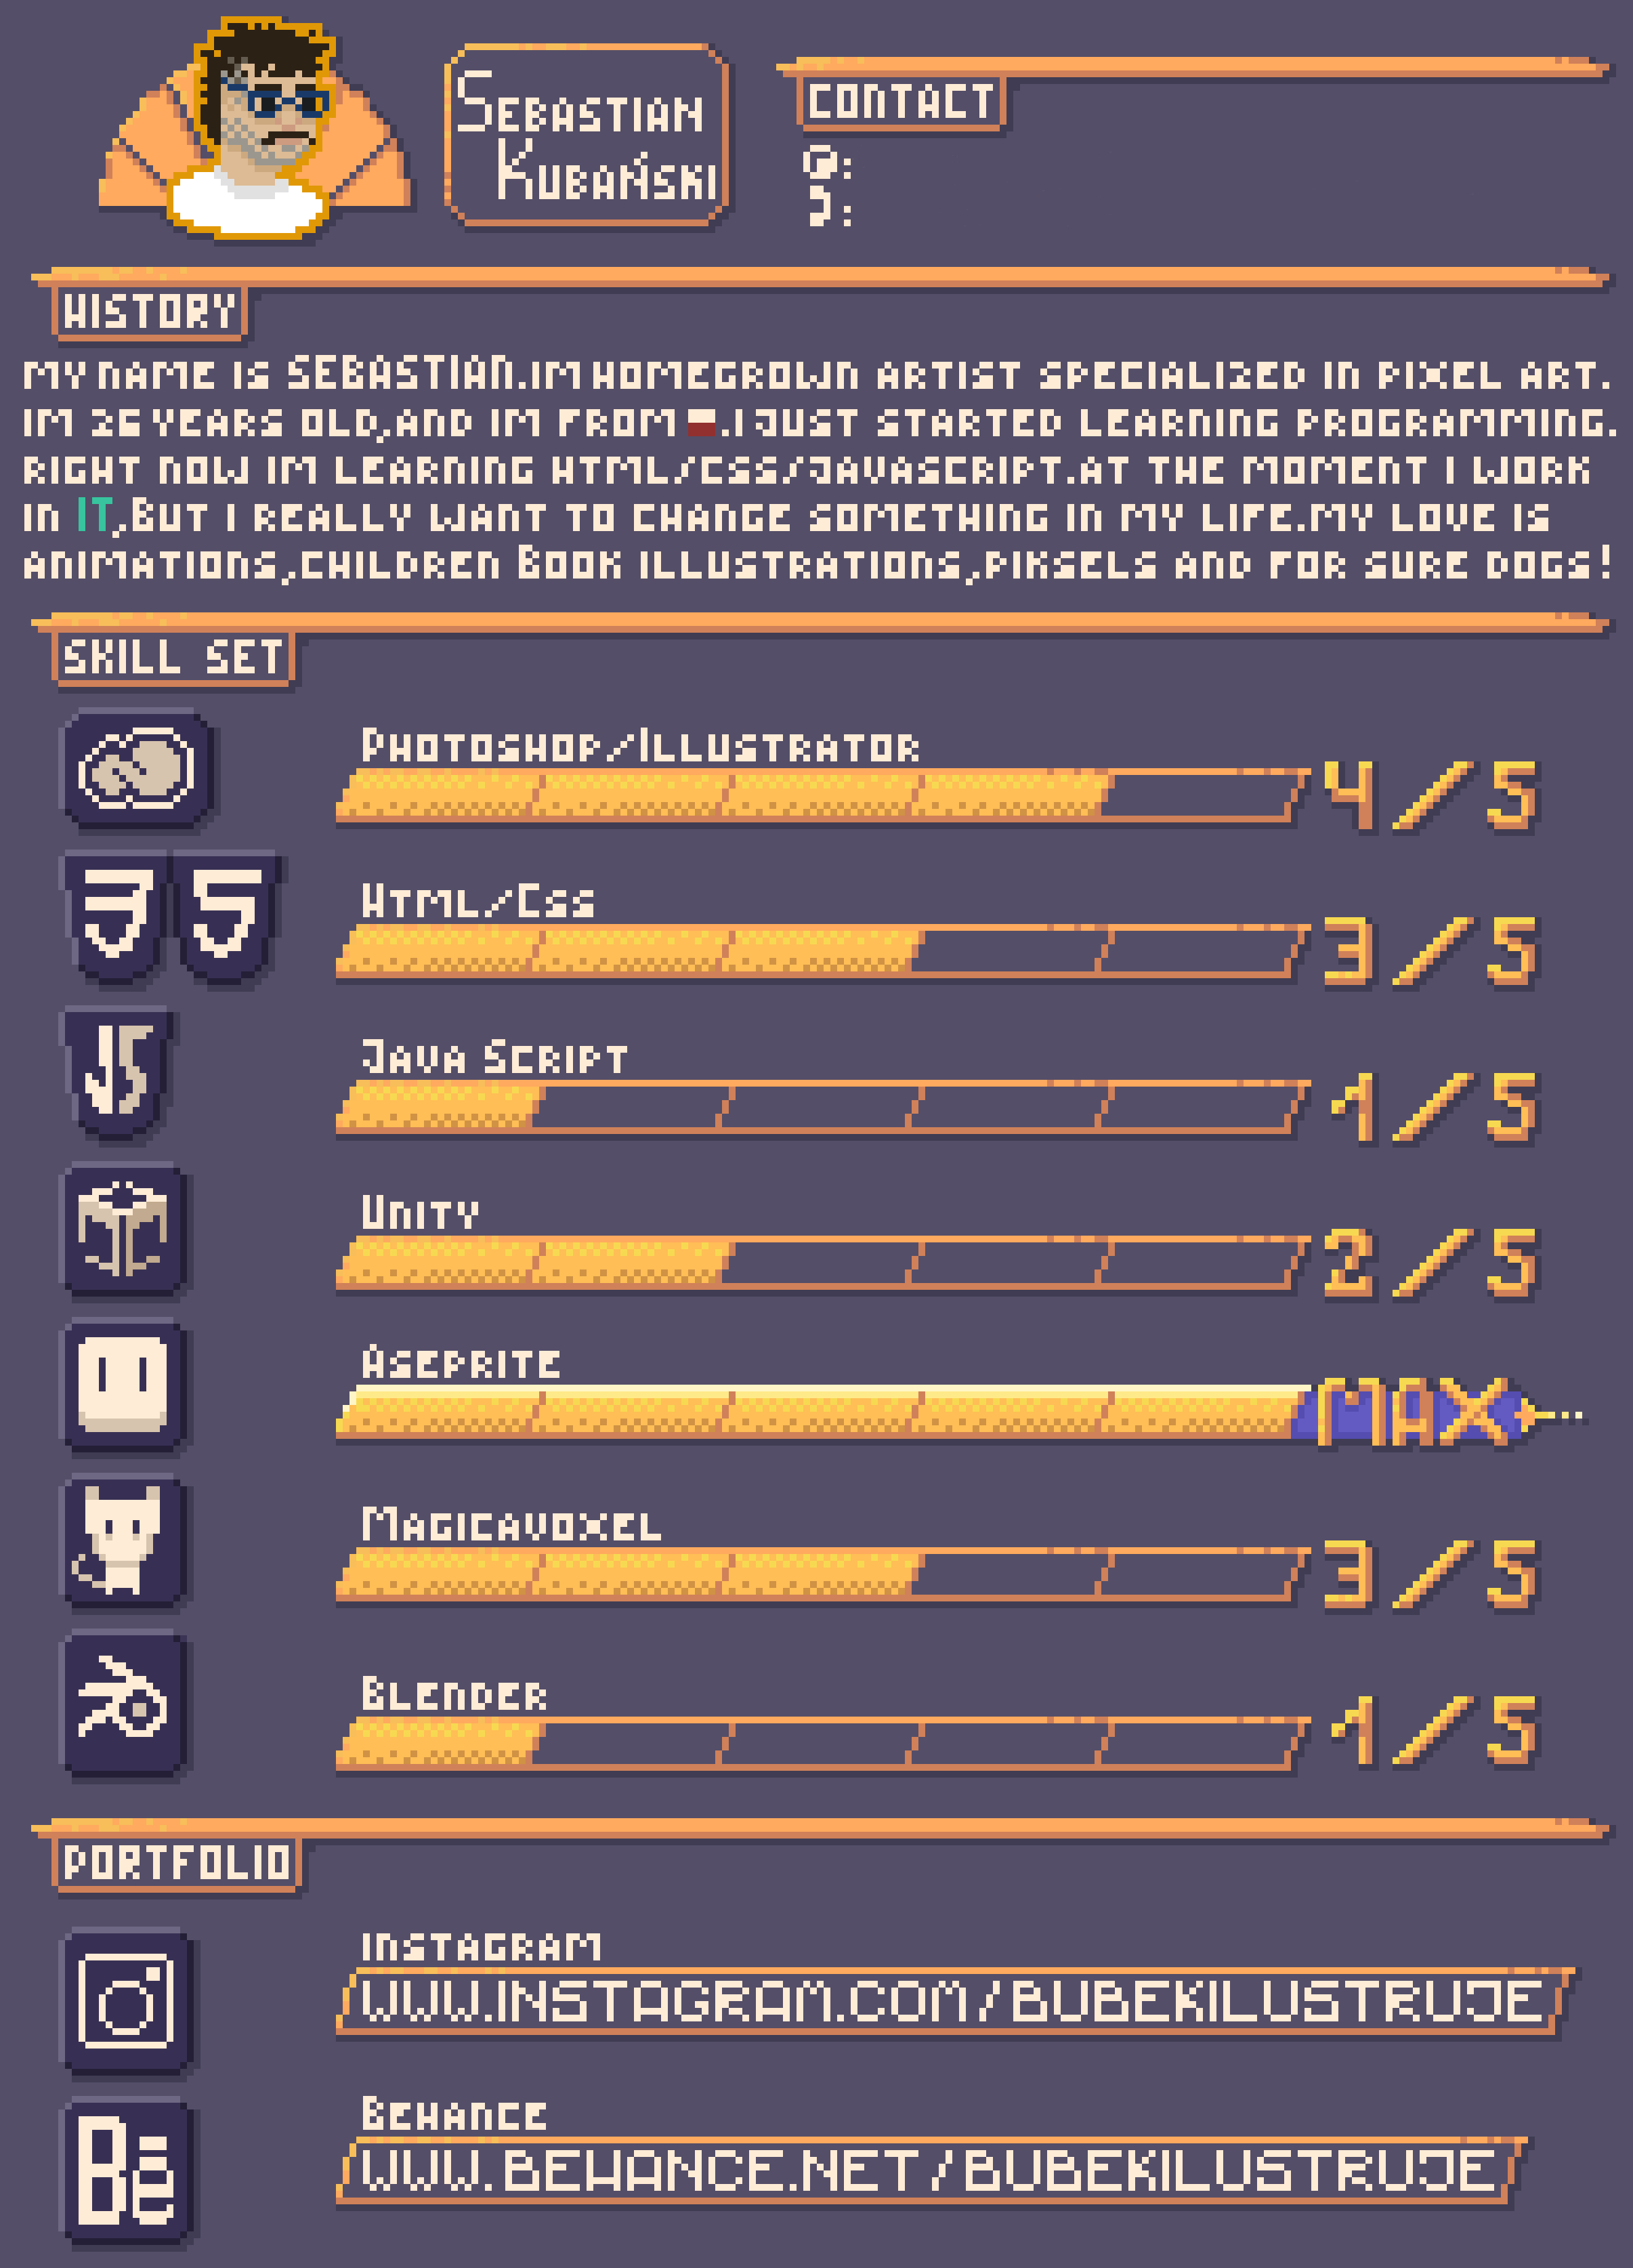 Sebastian
Kubański
CONTACT
@:
:
HISTORY
MY NAME IS SEBASTIAN.IM HOMEGROWN ARTIST SPECIALIZED IN PIXEL ART.
IM 26 YEARS OLD,AND IM FROM .I JUST STARTED LEARNING PROGRAMMING.
RIGHT NOW IM LEARNING HTML/CSS/JAVASCRIPT.AT THE MOMENT I WORK
IN IT,BUT I REALLY WANT TO CHANGE SOMETHING IN MY LIFE.MY LOVE IS
ANIMATIONS,CHILDREN BOOK ILLUSTRATIONS,PIKSELS AND FOR SURE DOGS!
SKILL SET
Photoshop/Illustrator
4/5
3 5
Html/Css
3/5
JS
Java Script
1/5
Unity
2/5
Aseprite
MAX
Magicavoxel
3/5
Blender
1/5
PORTFOLIO
Instagram
WWW.INSTAGRAM.COM/BUBEKILUSTRUJE
Be
Behance
WWW.BEHANCE.NET/BUBEKILUSTRUJE